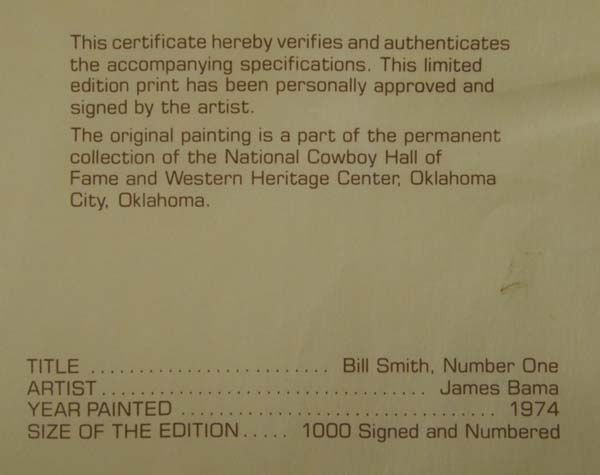 This certificate hereby verifies and authenticates
the accompanying specifications. This limited
edition print has been personally approved and
signed by the artist.
The original painting is a part of the permanent
collection of the National Cowboy Hall of
Fame and Western Heritage Center, Oklahoma
City, Oklahoma.
TITLE ........................ Bill Smith, Number One
ARTIST.................................. James Bama
YEAR PAINTED ................................. 1974
SIZE OF THE EDITION..... 1000 Signed and Numbered